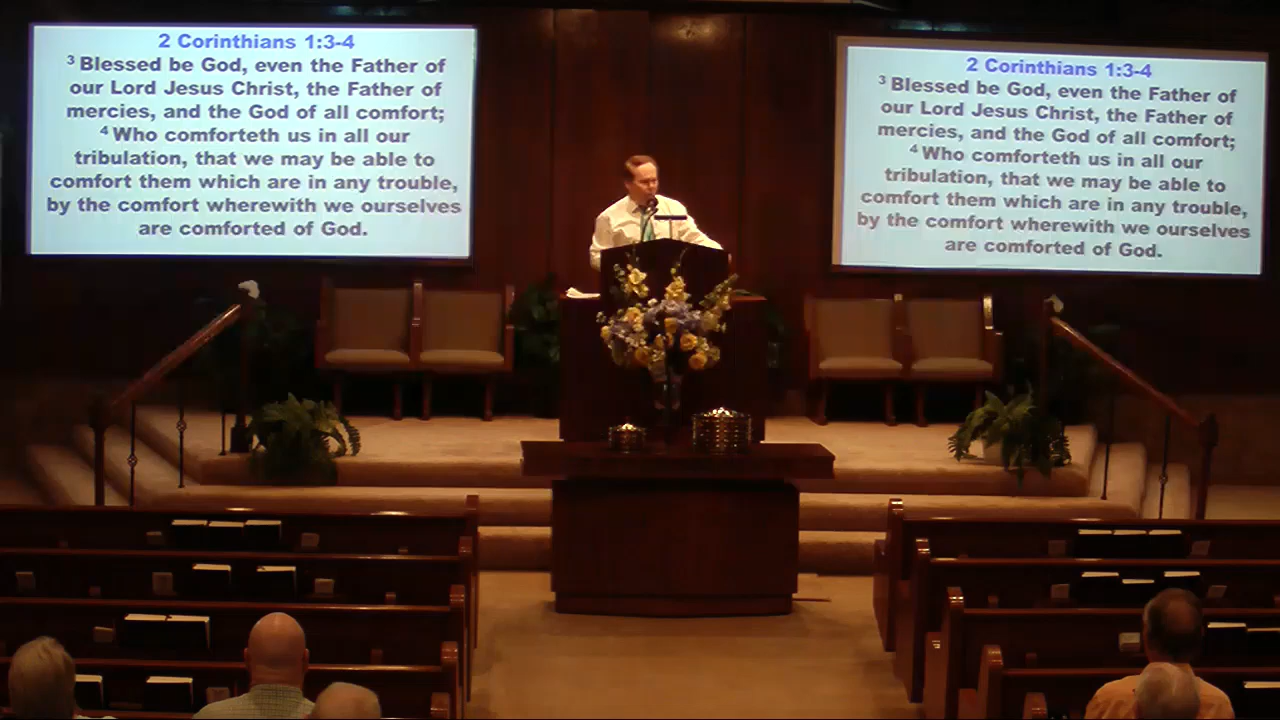 2 Corinthians 1:3-4
3 Blessed be God, even the Father of
our Lord Jesus Christ, the Father of
mercies, and the God of all comfort;
4 Who comforteth us in all our
tribulation, that we may be able to
comfort them which are in any trouble,
by the comfort wherewith we ourselves
are comforted of God.
2 Corinthians 1:3-4
3 Blessed be God, even the Father of
our Lord Jesus Christ, the Father of
mercies, and the God of all comfort;
4 Who comforteth us in all our
tribulation, that we may be able to
comfort them which are in any trouble,
by the comfort wherewith we ourselves
are comforted of God.